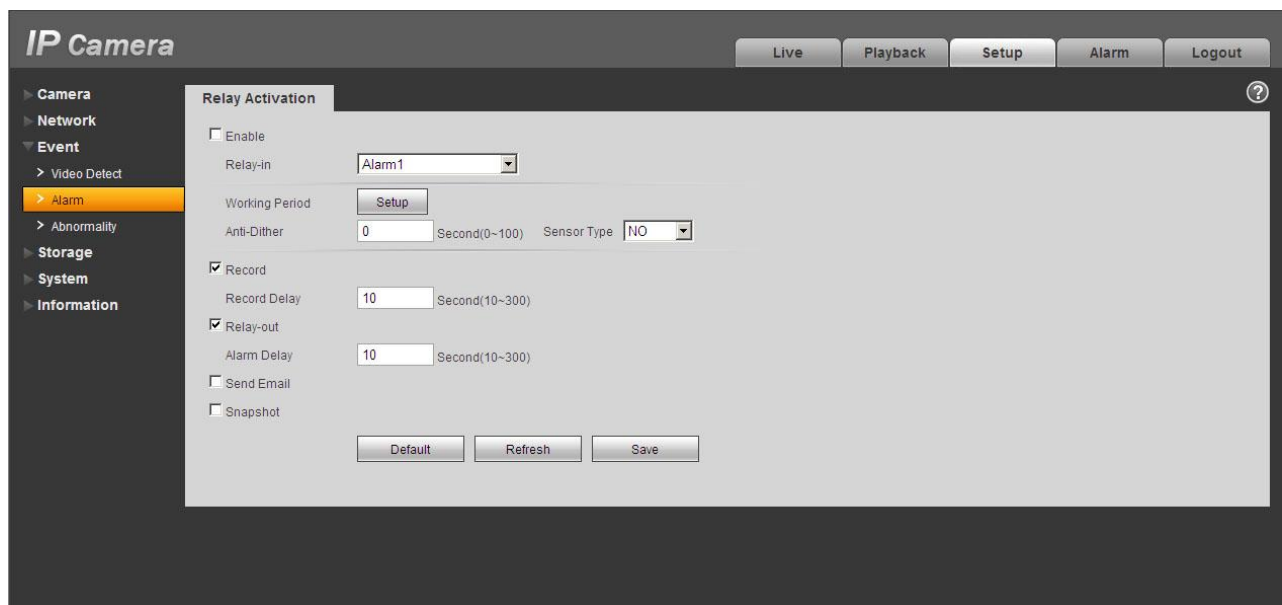 IP Camera
Live Playback Setup Alarm Logout
Camera
Network
Event
> Video Detect
> Alarm
> Abnormality
Storage
System
Information
?
Relay Activation
Enable
Relay-in Alarm1
Working Period Setup
Anti-Dither 0 Second(0~100) Sensor Type NO
Record
Record Delay 10 Second(10~300)
Relay-out
Alarm Delay 10 Second(10~300)
Send Email
Snapshot
Default Refresh Save